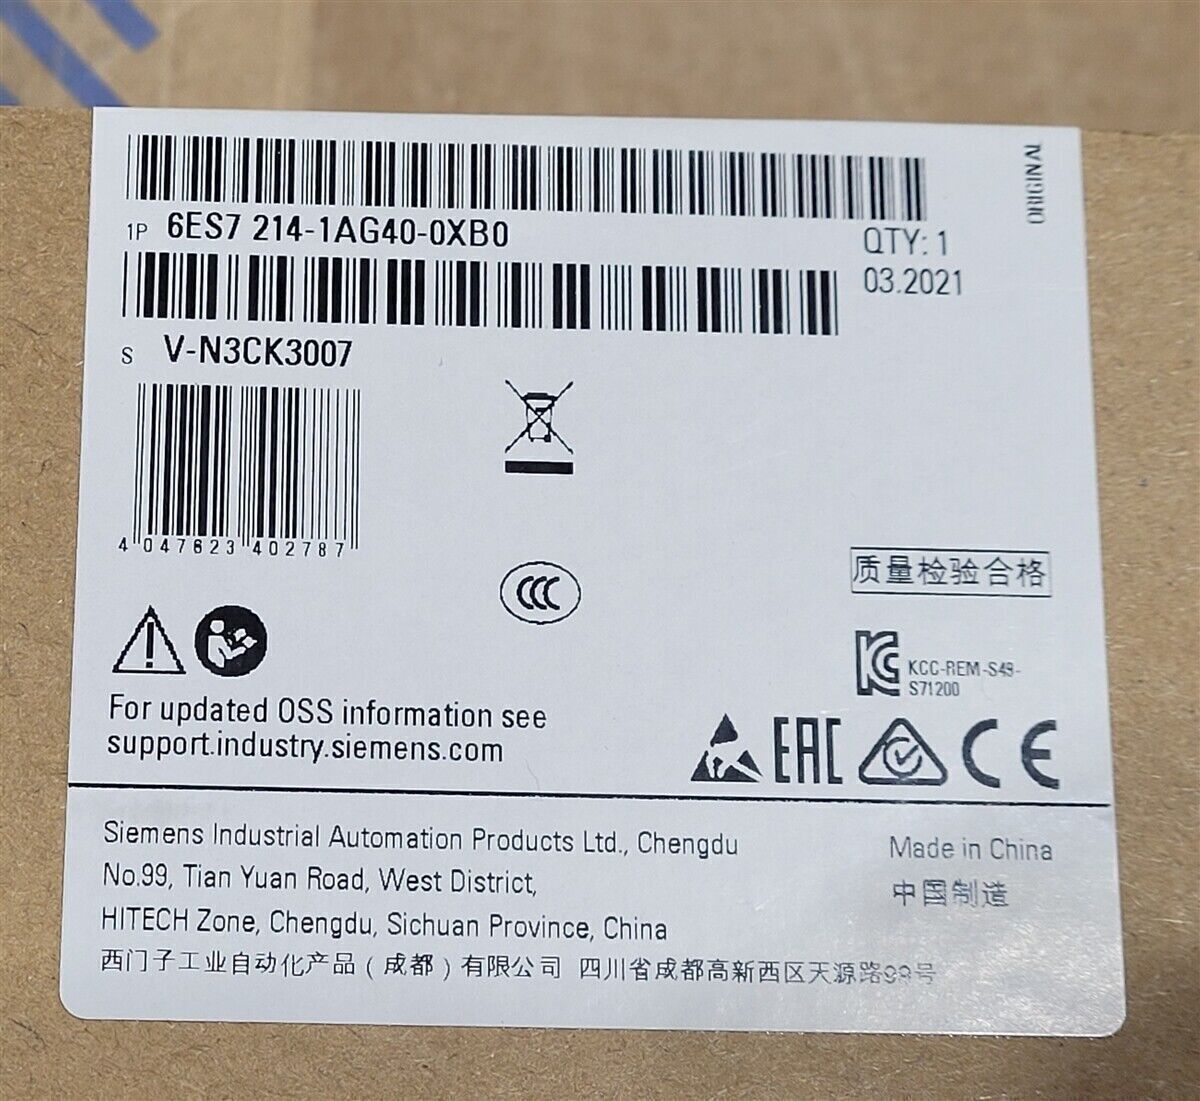 ORIGINAL
1P 6ES7 214-1AG40-0XB0
QTY: 1
03.2021
S V-N3CK3007
4 047623 402787
CCC
质量检验合格
KCC-REM-S49-
S71200
For updated OSS information see
support.industry.siemens.com
EAC
CE
Siemens Industrial Automation Products Ltd., Chengdu
No.99, Tian Yuan Road, West District,
HITECH Zone, Chengdu, Sichuan Province, China
Made in China
中国制造
西门子工业自动化产品(成都)有限公司 四川省成都高新西区天源路99号